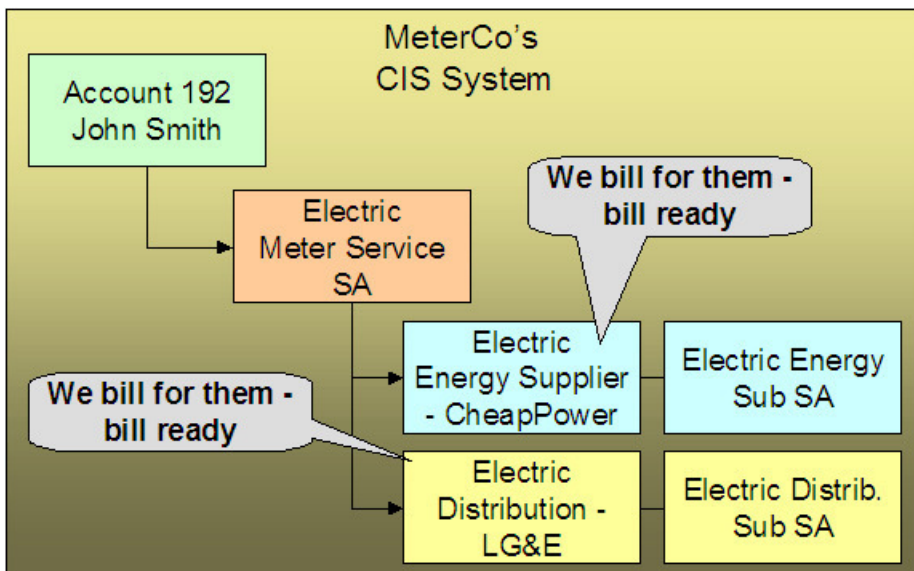 MeterCo's
CIS System
Account 192
John Smith
We bill for them -
bill ready
Electric
Meter Service
SA
Electric
Energy Supplier
- CheapPower
Electric Energy
Sub SA
We bill for them -
bill ready
Electric
Distribution -
LG&E
Electric Distrib.
Sub SA